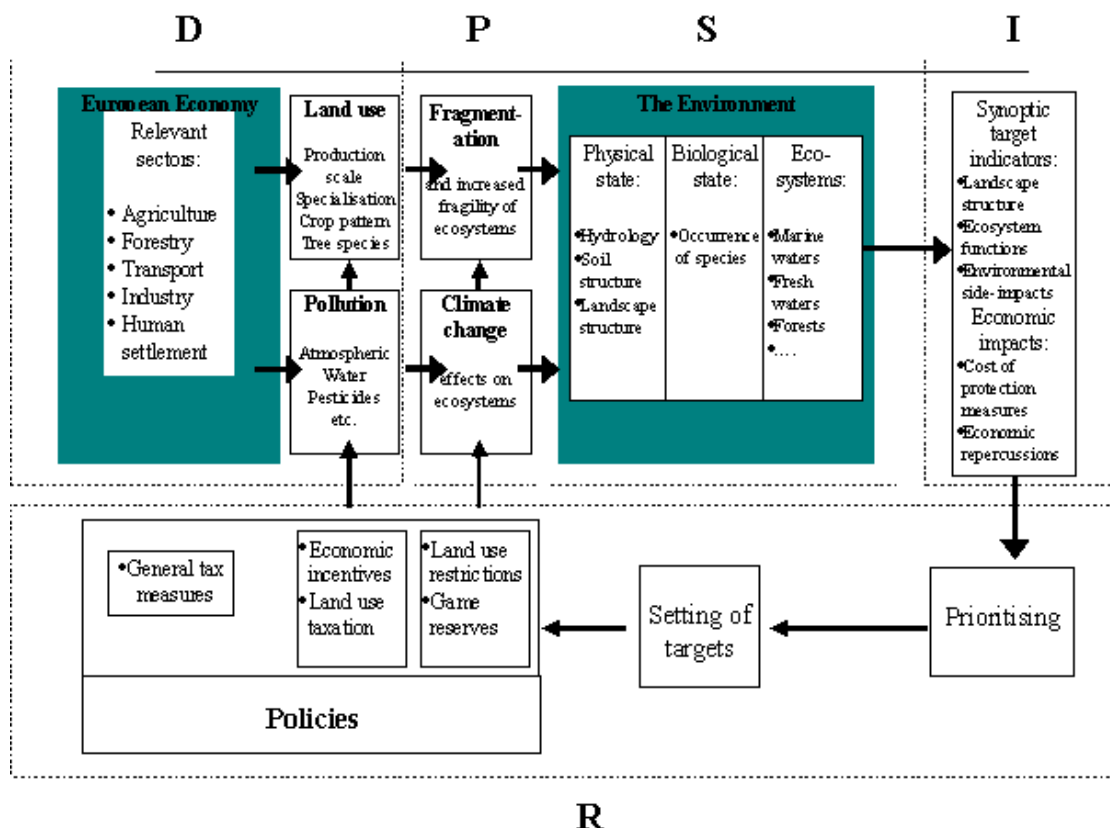 D
P
S
I
European Economy
Relevant
sectors:
• Agriculture
• Forestry
• Transport
• Industry
• Human
settlement
Land use
Production
scale
Specialisation
Crop pattern
Tree species
Pollution
Atmospheric
Water
Pesticides
etc.
Fragment-
ation
and increased
fragility of
ecosystems
Climate
change
effects on
ecosystems
The Environment
Physical
state:
•Hydrology
•Soil
structure
•Landscape
structure
Biological
state:
•Occurrence
of species
Eco-
systems:
•Marine
waters
•Fresh
waters
•Forests
•....
Synoptic
target
indicators:
•Landscape
structure
•Ecosystem
functions
•Environmental
side-impacts
Economic
impacts:
•Cost of
protection
measures
•Economic
repercussions
•General tax
measures
•Economic
incentives
•Land use
taxation
•Land use
restrictions
•Game
reserves
Policies
Setting of
targets
Prioritising
R